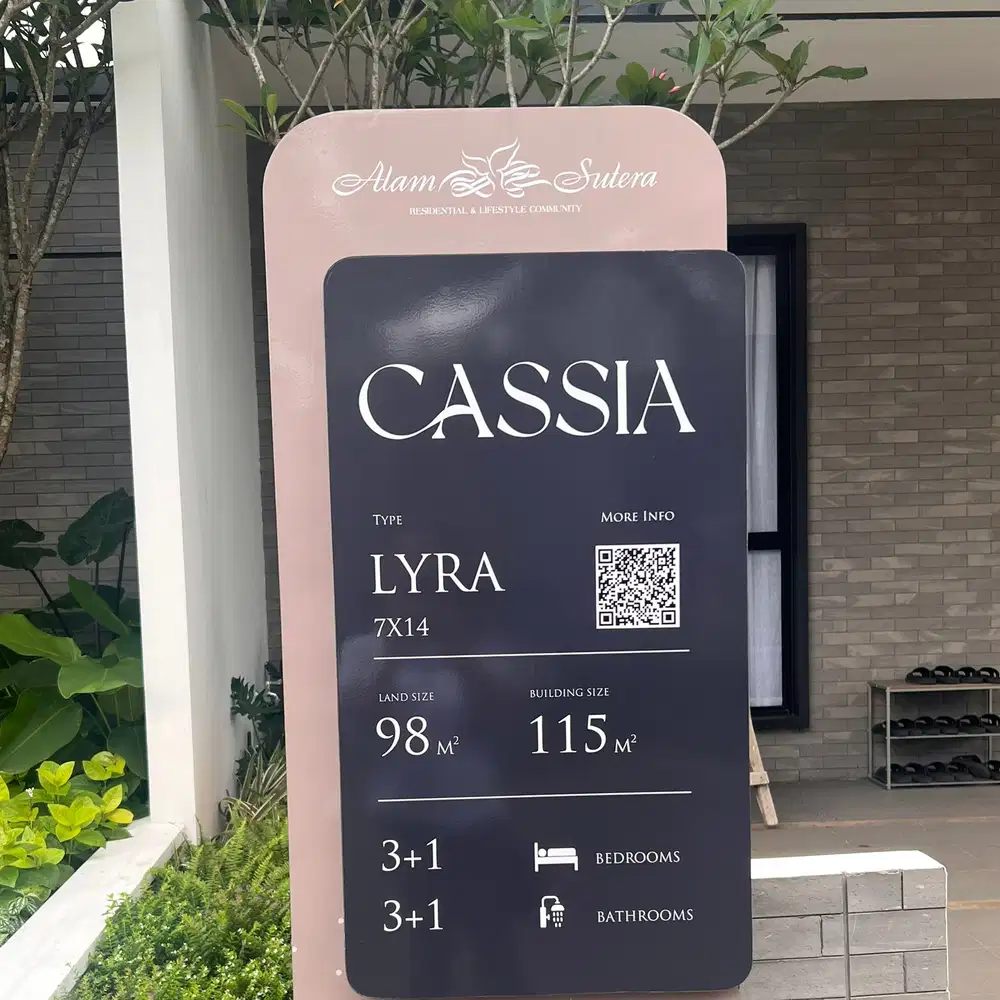 Alam Sutera
RESIDENTIAL & LIFESTYLE COMMUNITY
CASSIA
TYPE
MORE INFO
LYRA
7X14
LAND SIZE
BUILDING SIZE
98 M²
115 M²
3+1
BEDROOMS
3+1
BATHROOMS